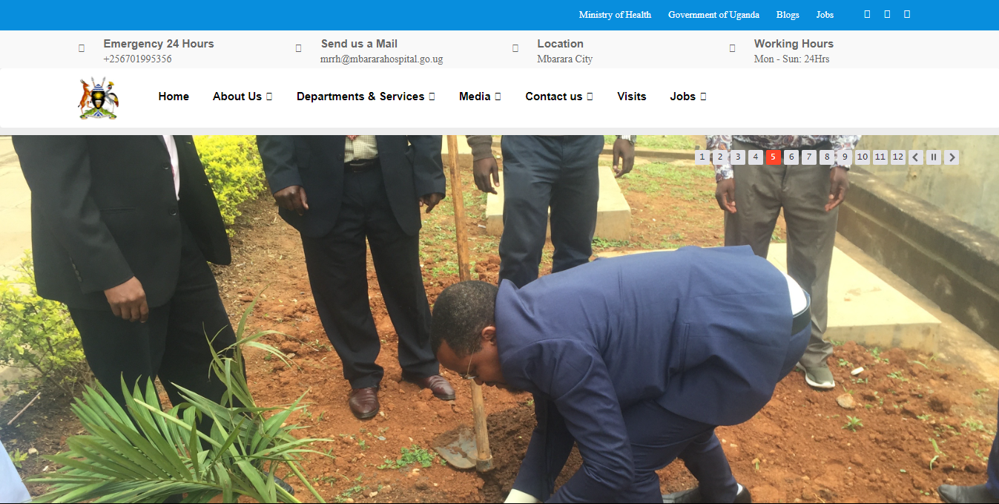 Ministry of Health Government of Uganda Blogs Jobs
Emergency 24 Hours Send us a Mail Location Working Hours
+256701995356 mrrh@mbararahospital.go.ug Mbarara City Mon - Sun: 24Hrs
Home About Us Departments & Services Media Contact us Visits Jobs
1 2 3 4 5 6 7 8 9 10 11 12